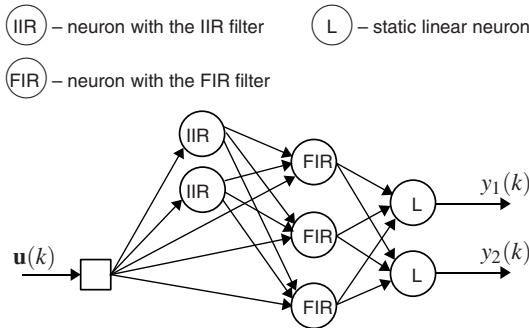 IIR – neuron with the IIR filter
L – static linear neuron
FIR – neuron with the FIR filter
IIR
FIR
IIR
y₁(k)
L
FIR
y₂(k)
u(k)
L
FIR